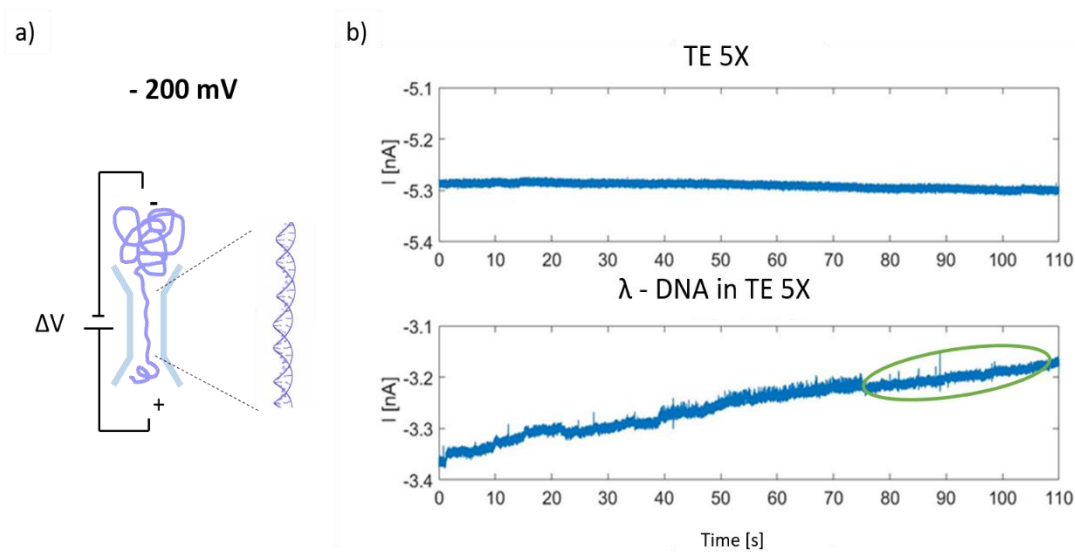 a)
- 200 mV
-
ΔV
+
b)
TE 5X
I [nA]
-5.1
-5.2
-5.3
-5.4
0 10 20 30 40 50 60 70 80 90 100 110
λ - DNA in TE 5X
I [nA]
-3.1
-3.2
-3.3
-3.4
0 10 20 30 40 50 60 70 80 90 100 110
Time [s]